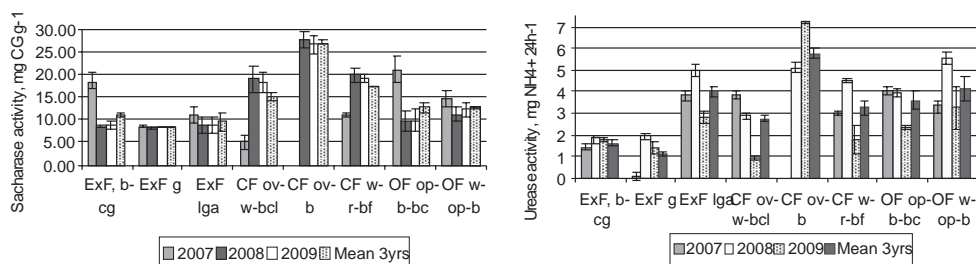 Sacharase activity, mg CG g-1
30.00
25.00
20.00
15.00
10.00
5.00
0.00
ExF, b-
cg
ExF g
ExF
lga
CF ov-
w-bcl
CF ov-
b
CF w-
r-bf
OF op-
b-bc
OF w-
op-b
2007 2008 2009 Mean 3yrs
Urease activity, mg NH4+ 24h-1
7
6
5
4
3
2
1
0
ExF, b-
cg
ExF g
ExF lga
CF ov-
w-bcl
CF ov-
b
CF w-
r-bf
OF op-
b-bc
OF w-
op-b
2007 2008 2009 Mean 3yrs